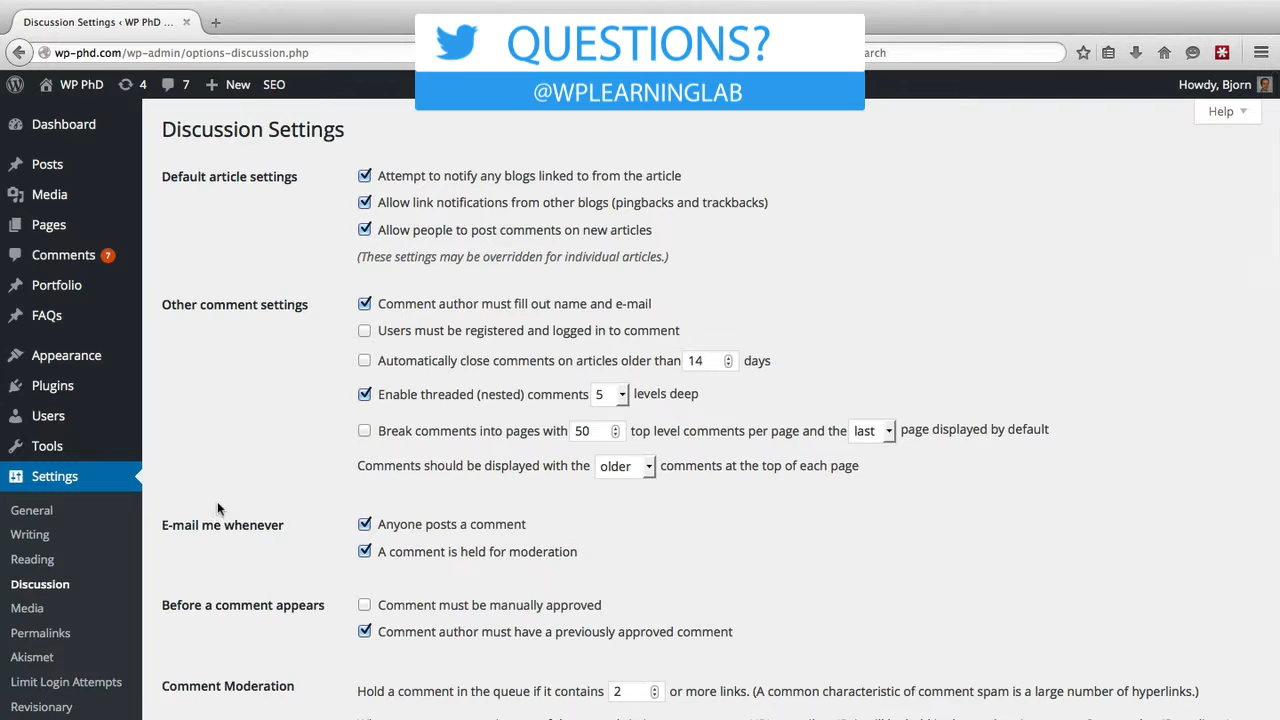 Discussion Settings ‹ WP PhD ...
QUESTIONS?
@WPLEARNINGLAB
wp-phd.com/wp-admin/options-discussion.php
earch
WP PhD 4 7 New SEO
Howdy, Bjorn
Help
Dashboard
Posts
Media
Pages
Comments 7
Portfolio
FAQs
Appearance
Plugins
Users
Tools
Settings
General
Writing
Reading
Discussion
Media
Permalinks
Akismet
Limit Login Attempts
Revisionary
Discussion Settings
Default article settings
Attempt to notify any blogs linked to from the article
Allow link notifications from other blogs (pingbacks and trackbacks)
Allow people to post comments on new articles
(These settings may be overridden for individual articles.)
Other comment settings
Comment author must fill out name and e-mail
Users must be registered and logged in to comment
Automatically close comments on articles older than 14 days
Enable threaded (nested) comments 5 levels deep
Break comments into pages with 50 top level comments per page and the last page displayed by default
Comments should be displayed with the older comments at the top of each page
E-mail me whenever
Anyone posts a comment
A comment is held for moderation
Before a comment appears
Comment must be manually approved
Comment author must have a previously approved comment
Comment Moderation
Hold a comment in the queue if it contains 2 or more links. (A common characteristic of comment spam is a large number of hyperlinks.)